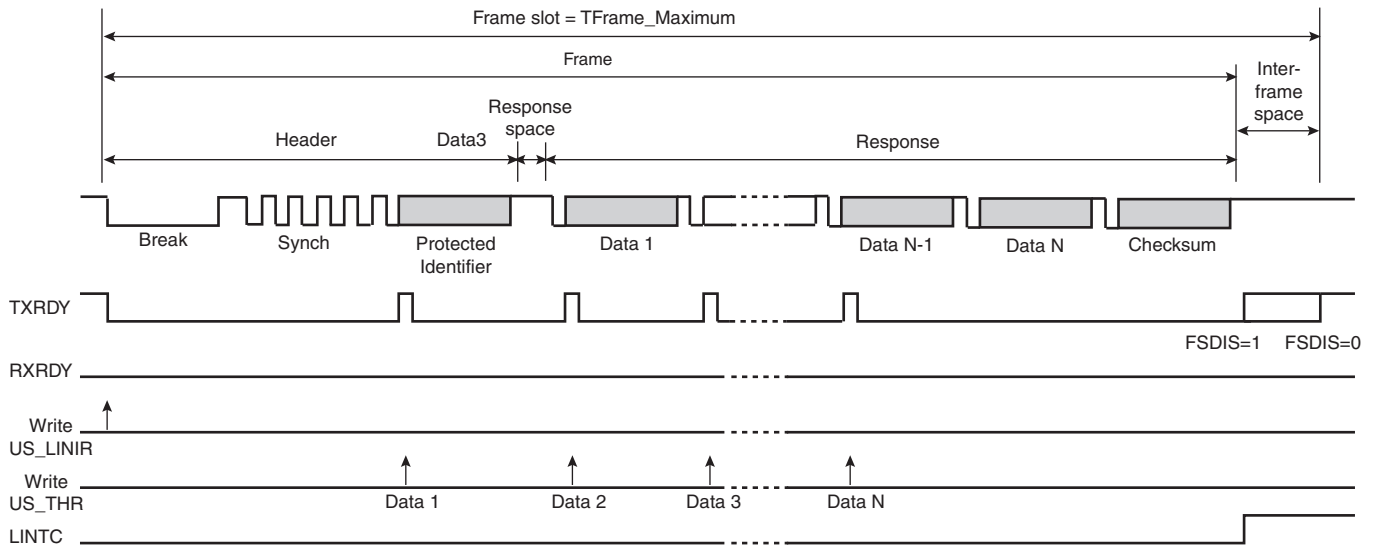 Frame slot = TFrame_Maximum
Frame
Inter-
frame
space
Response
space
Header
Data3
Response
Break
Synch
Protected
Identifier
Data 1
Data N-1
Data N
Checksum
TXRDY
FSDIS=1
FSDIS=0
RXRDY
Write
US_LINIR
Write
US_THR
Data 1
Data 2
Data 3
Data N
LINTC